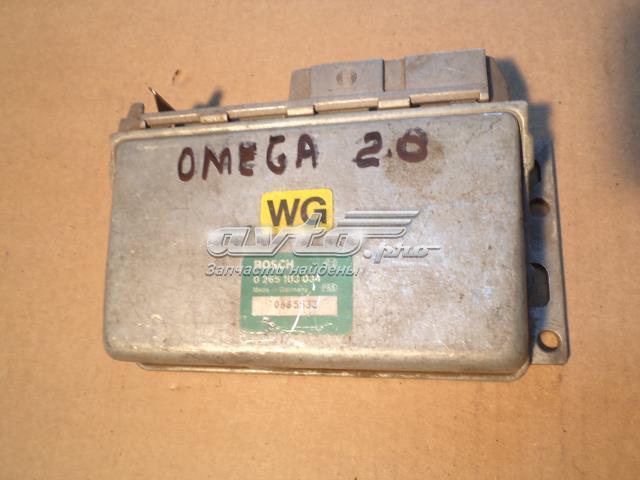 OMEGA 2.0
WG
avto.pro
Запчасти найдены
BOSCH
0 265 103 034
Made in Germany